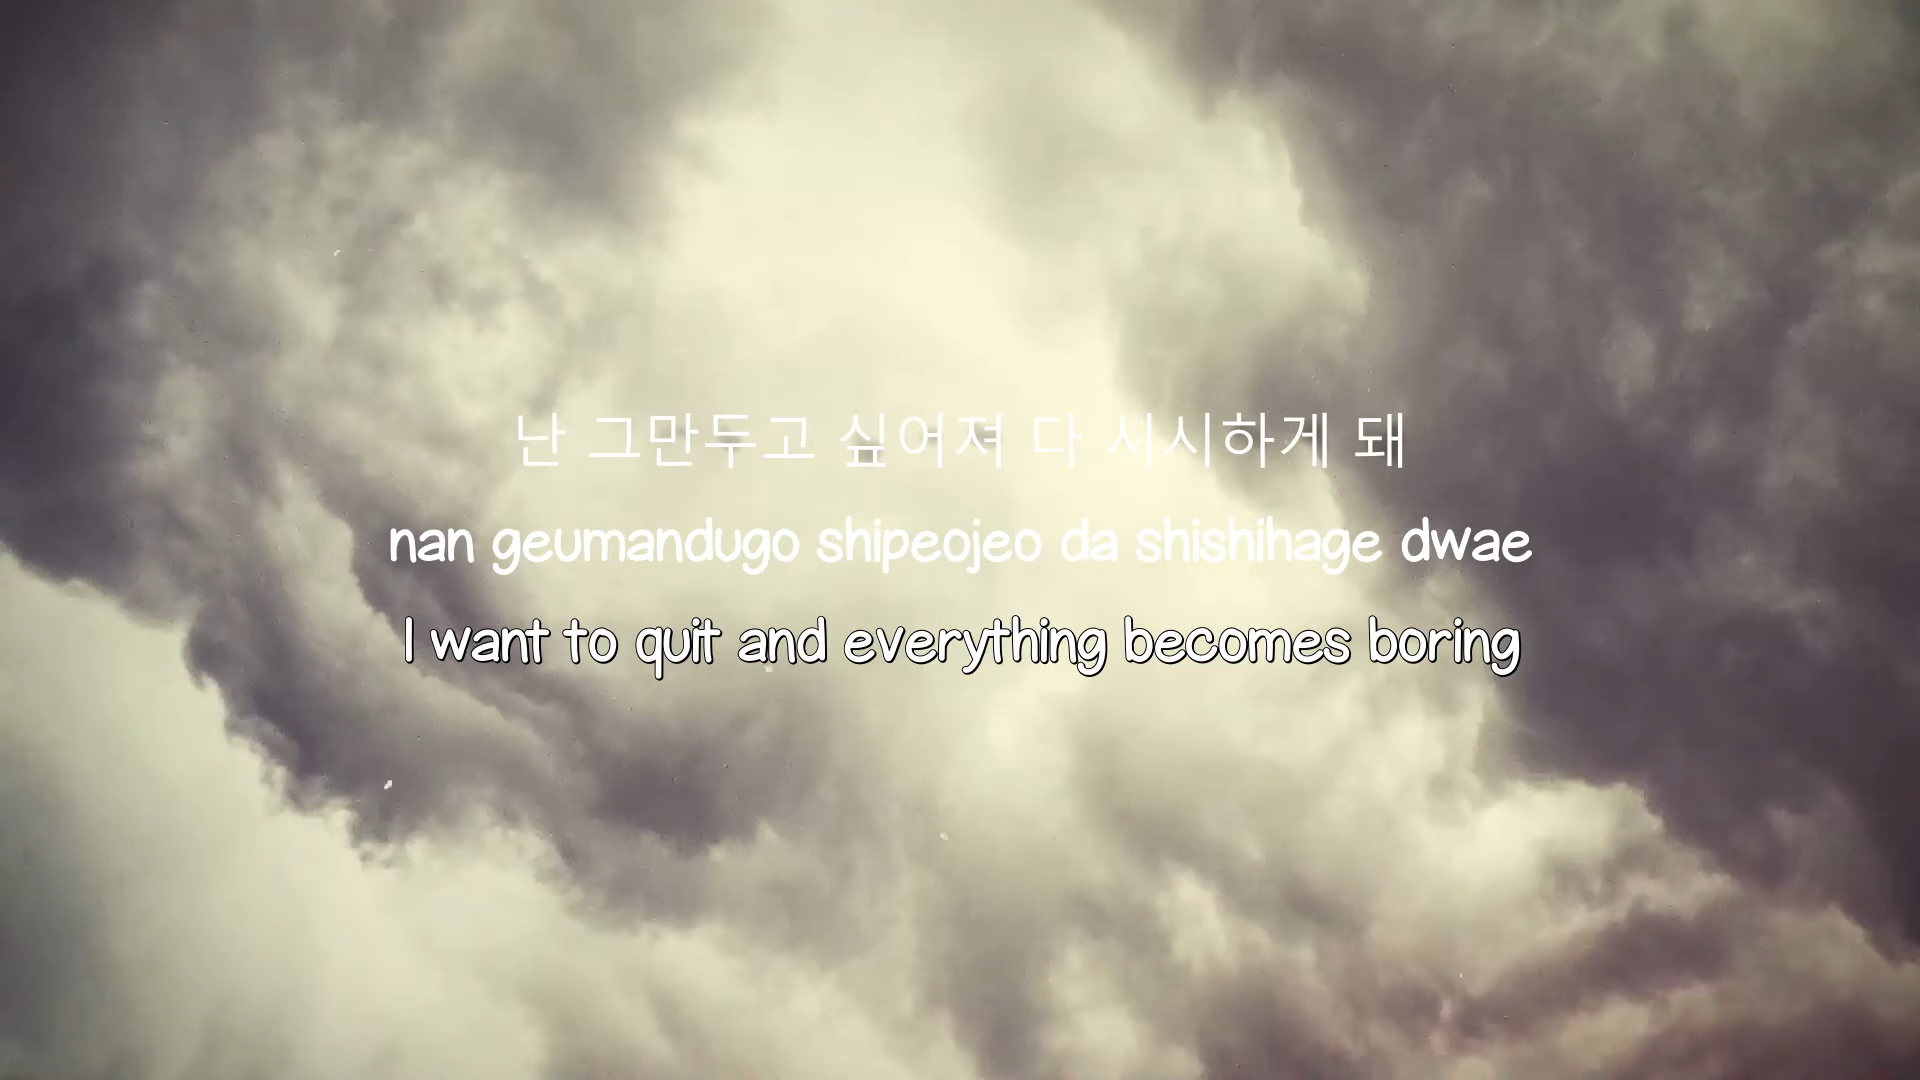 난 그만두고 싶어져 다 시시하게 돼
nan geumandugo shipeojeo da shishihage dwae
I want to quit and everything becomes boring